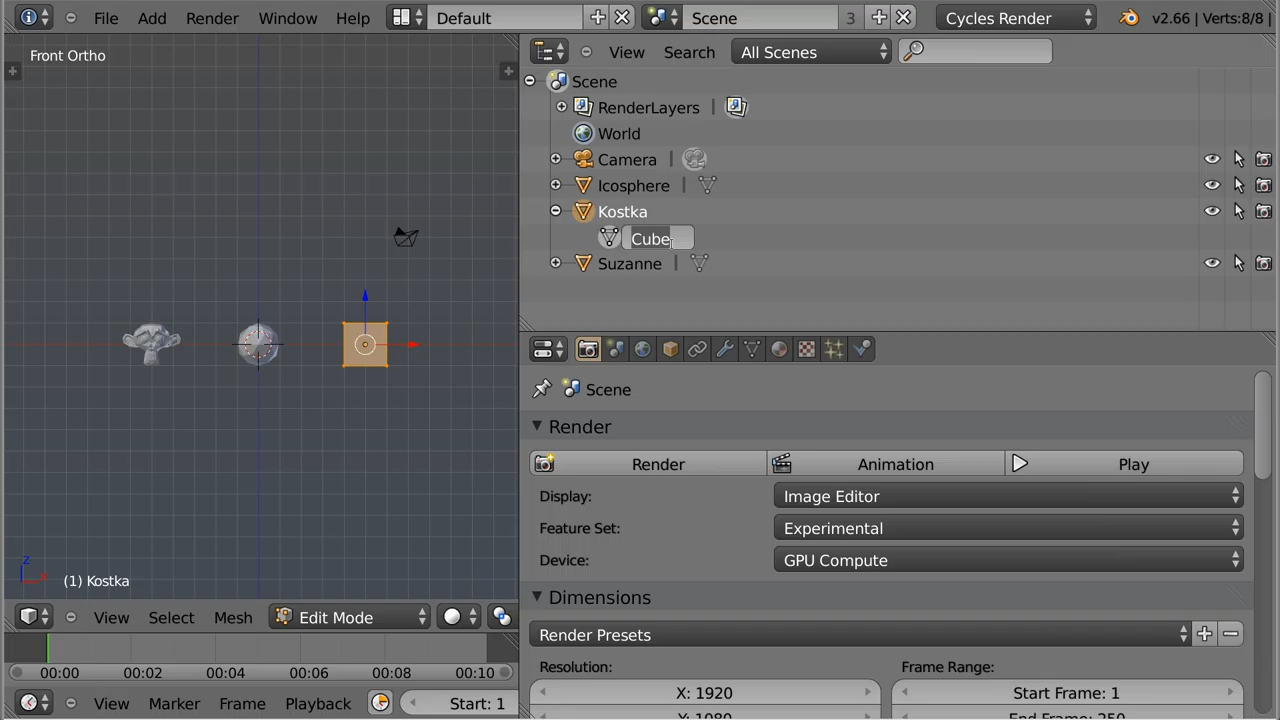 File Add Render Window Help Default Scene 3 Cycles Render v2.66 | Verts:8/8 |
Front Ortho
View Search All Scenes
Scene
RenderLayers |
World
Camera |
Icosphere |
Kostka
Cube
Suzanne |
z
x
(1) Kostka
View Select Mesh Edit Mode
00:00 00:02 00:04 00:06 00:08 00:10
View Marker Frame Playback Start: 1
Scene
Render
Render Animation Play
Display: Image Editor
Feature Set: Experimental
Device: GPU Compute
Dimensions
Render Presets
Resolution: Frame Range:
X: 1920 Start Frame: 1
Y: 1080 End Frame: 250